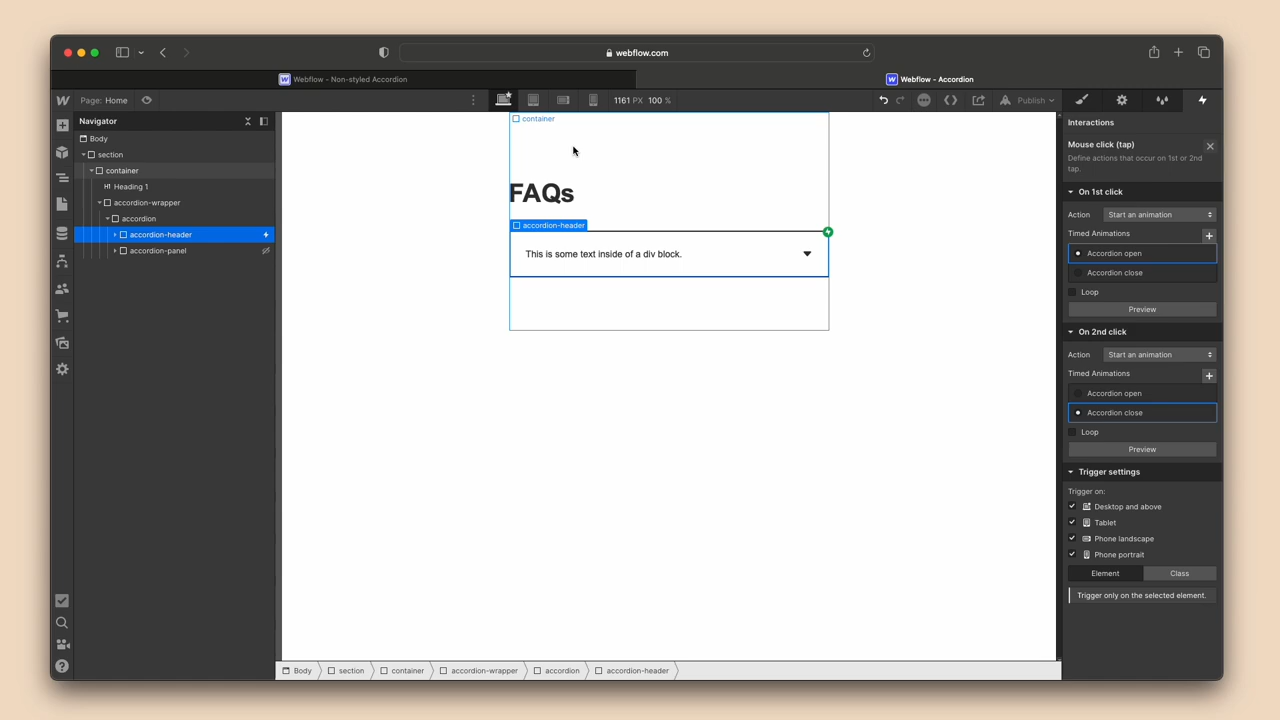 webflow.com
Webflow - Non-styled Accordion
Webflow - Accordion
Page: Home
1161 PX 100 %
Publish
Navigator
Body
section
container
H1 Heading 1
accordion-wrapper
accordion
accordion-header
accordion-panel
container
FAQs
accordion-header
This is some text inside of a div block.
Interactions
Mouse click (tap)
Define actions that occur on 1st or 2nd
tap.
On 1st click
Action Start an animation
Timed Animations
Accordion open
Accordion close
Loop
Preview
On 2nd click
Action Start an animation
Timed Animations
Accordion open
Accordion close
Loop
Preview
Trigger settings
Trigger on:
Desktop and above
Tablet
Phone landscape
Phone portrait
Element Class
Trigger only on the selected element.
Body section container accordion-wrapper accordion accordion-header